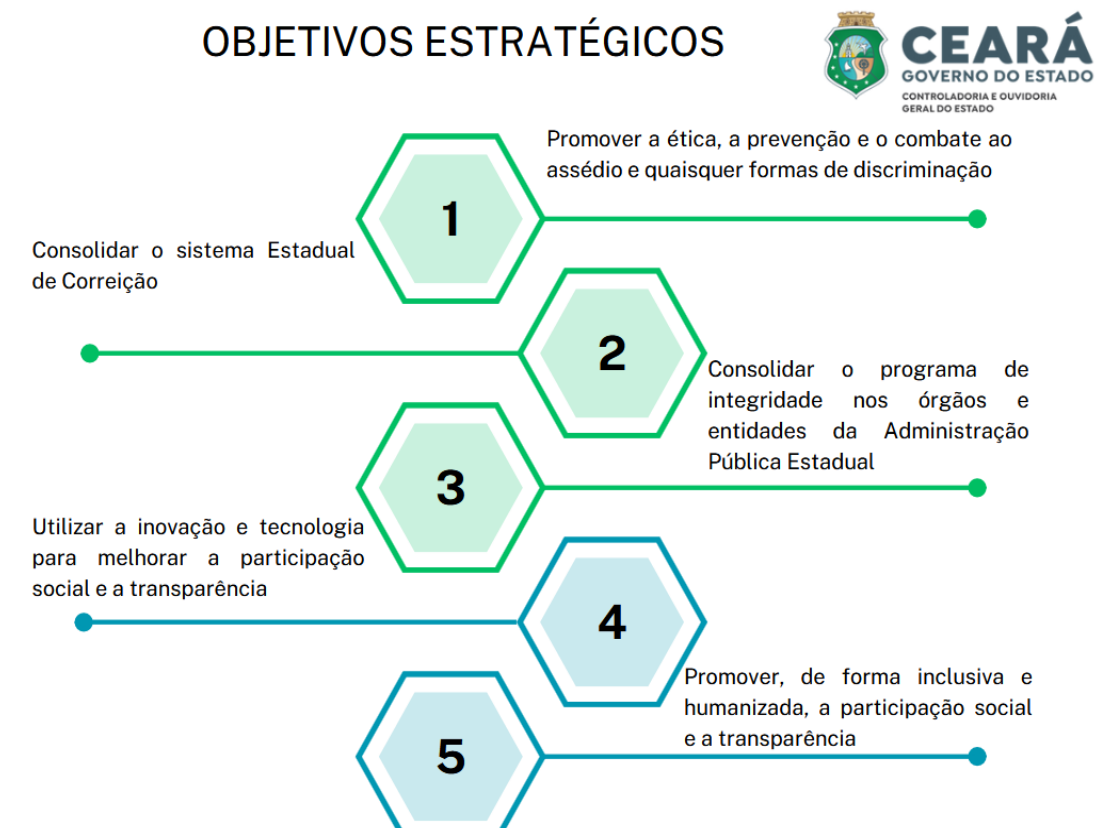 OBJETIVOS ESTRATÉGICOS
CEARÁ
GOVERNO DO ESTADO
CONTROLADORIA E OUVIDORIA
GERAL DO ESTADO
1
Promover a ética, a prevenção e o combate ao
assédio e quaisquer formas de discriminação
2
Consolidar o sistema Estadual
de Correição
3
Consolidar o programa de
integridade nos órgãos e
entidades da Administração
Pública Estadual
4
Utilizar a inovação e tecnologia
para melhorar a participação
social e a transparência
5
Promover, de forma inclusiva e
humanizada, a participação social
e a transparência